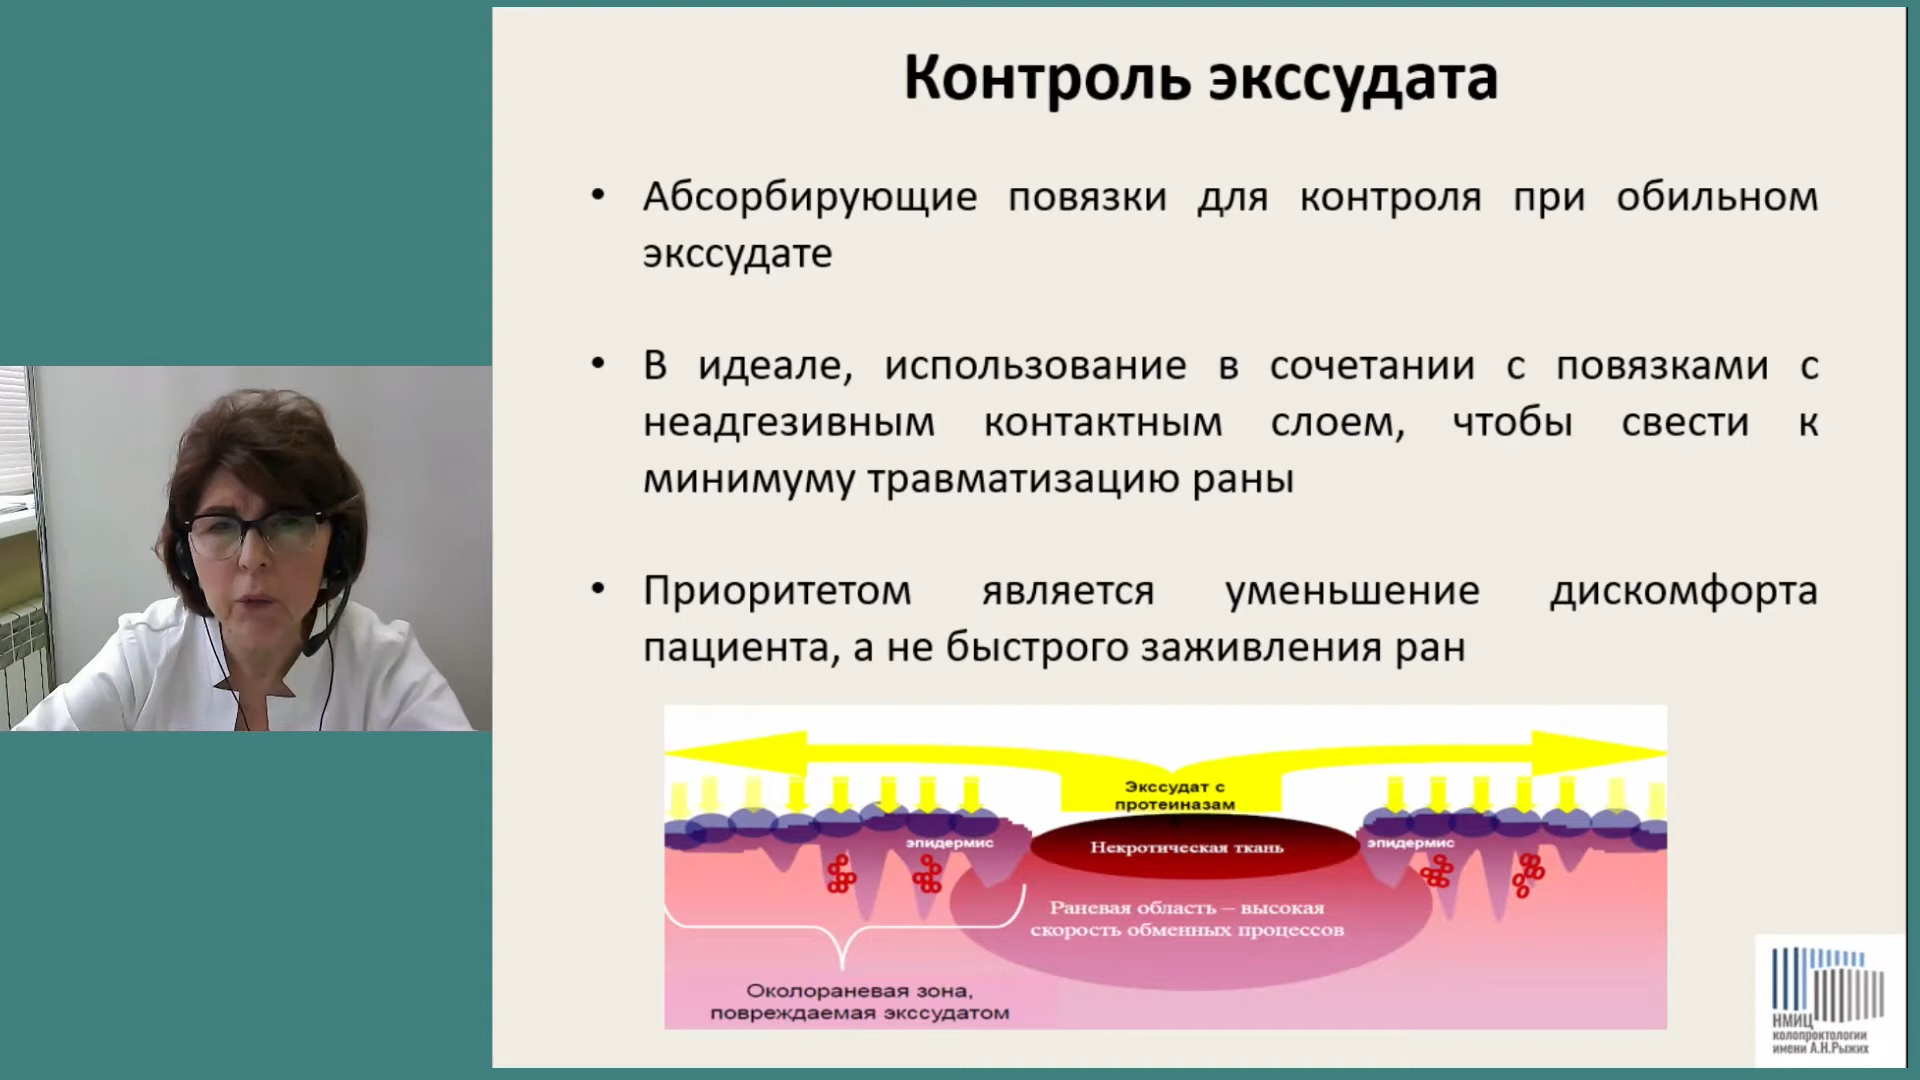 Контроль экссудата
• Абсорбирующие повязки для контроля при обильном
экссудате
• В идеале, использование в сочетании с повязками с
неадгезивным контактным слоем, чтобы свести к
минимуму травматизацию раны
• Приоритетом является уменьшение дискомфорта
пациента, а не быстрого заживления ран
Экссудат с
протеиназам
эпидермис
Некротическая ткань
эпидермис
Раневая область – высокая
скорость обменных процессов
Околораневая зона,
повреждаемая экссудатом
НМИЦ
колопроктологии
имени А.Н.Рыжих